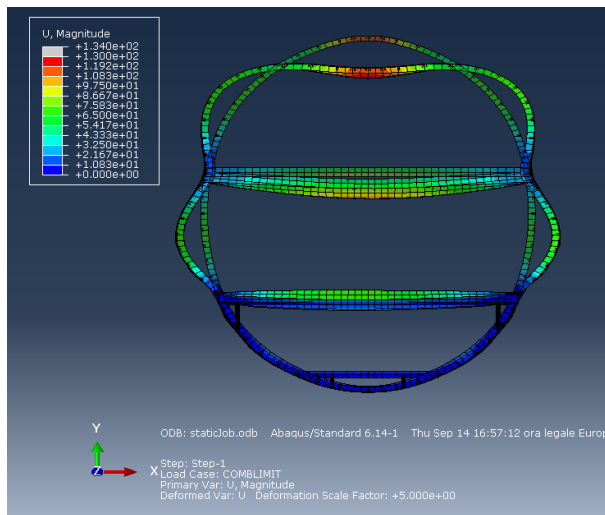 U, Magnitude
+1.340e+02
+1.300e+02
+1.192e+02
+1.083e+02
+9.750e+01
+8.667e+01
+7.583e+01
+6.500e+01
+5.417e+01
+4.333e+01
+3.250e+01
+2.167e+01
+1.083e+01
+0.000e+00
Y
Z
X
ODB: staticJob.odb Abaqus/Standard 6.14-1 Thu Sep 14 16:57:12 ora legale Europ
Step: Step-1
Load Case: COMBLIMIT
Primary Var: U, Magnitude
Deformed Var: U Deformation Scale Factor: +5.000e+00